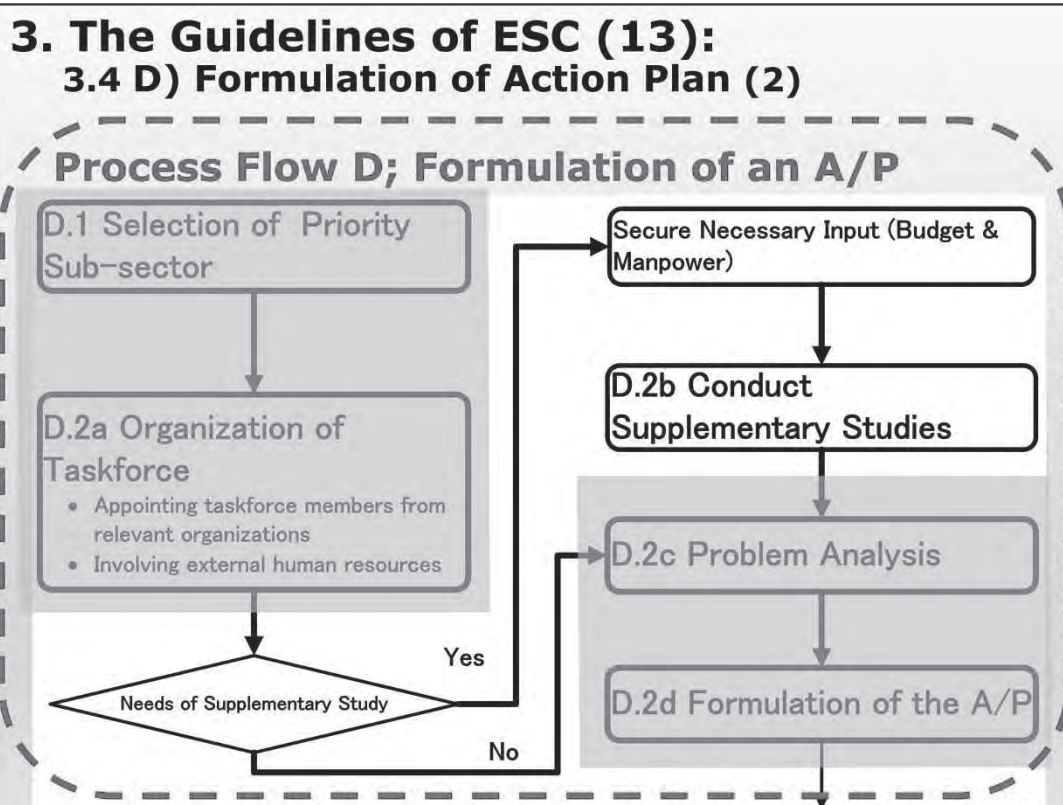 3. The Guidelines of ESC (13):
3.4 D) Formulation of Action Plan (2)
Process Flow D; Formulation of an A/P
D.1 Selection of Priority
Sub-sector
D.2a Organization of
Taskforce
• Appointing taskforce members from
relevant organizations
• Involving external human resources
Needs of Supplementary Study
Yes
No
Secure Necessary Input (Budget &
Manpower)
D.2b Conduct
Supplementary Studies
D.2c Problem Analysis
D.2d Formulation of the A/P